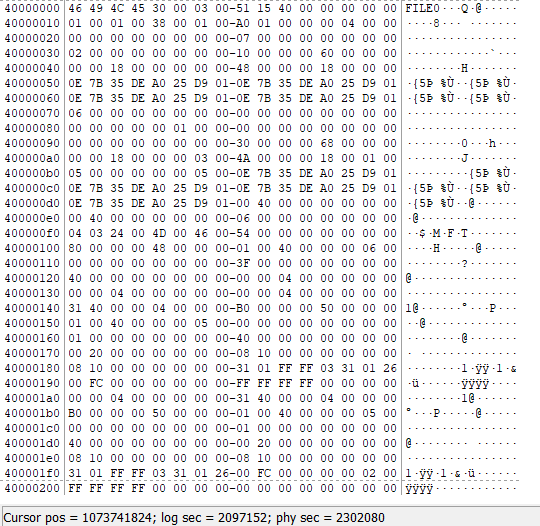 40000000 46 49 4C 45 30 00 03 00-51 15 40 00 00 00 00 00 FILE0···Q·@·····
40000010 01 00 01 00 38 00 01 00-A0 01 00 00 00 04 00 00 ····8··· ·······
40000020 00 00 00 00 00 00 00 00-07 00 00 00 00 00 00 00 ················
40000030 02 00 00 00 00 00 00 00-10 00 00 00 60 00 00 00 ············`···
40000040 00 00 18 00 00 00 00 00-48 00 00 00 18 00 00 00 ········H·······
40000050 0E 7B 35 DE A0 25 D9 01-0E 7B 35 DE A0 25 D9 01 ·{5Þ %Ù··{5Þ %Ù·
40000060 0E 7B 35 DE A0 25 D9 01-0E 7B 35 DE A0 25 D9 01 ·{5Þ %Ù··{5Þ %Ù·
40000070 06 00 00 00 00 00 00 00-00 00 00 00 00 00 00 00 ················
40000080 00 00 00 00 00 01 00 00-00 00 00 00 00 00 00 00 ················
40000090 00 00 00 00 00 00 00 00-30 00 00 00 68 00 00 00 ········0···h···
400000a0 00 00 18 00 00 00 03 00-4A 00 00 00 18 00 01 00 ········J·······
400000b0 05 00 00 00 00 00 05 00-0E 7B 35 DE A0 25 D9 01 ·········{5Þ %Ù·
400000c0 0E 7B 35 DE A0 25 D9 01-0E 7B 35 DE A0 25 D9 01 ·{5Þ %Ù··{5Þ %Ù·
400000d0 0E 7B 35 DE A0 25 D9 01-00 40 00 00 00 00 00 00 ·{5Þ %Ù··@······
400000e0 00 40 00 00 00 00 00 00-06 00 00 00 00 00 00 00 ·@··············
400000f0 04 03 24 00 4D 00 46 00-54 00 00 00 00 00 00 00 ··$·M·F·T·······
40000100 80 00 00 00 48 00 00 00-01 00 40 00 00 00 06 00 ····H·····@·····
40000110 00 00 00 00 00 00 00 00-3F 00 00 00 00 00 00 00 ········?·······
40000120 40 00 00 00 00 00 00 00-00 00 04 00 00 00 00 00 @···············
40000130 00 00 04 00 00 00 00 00-00 00 04 00 00 00 00 00 ················
40000140 31 40 00 00 04 00 00 00-B0 00 00 00 50 00 00 00 1@······°···P···
40000150 01 00 40 00 00 00 05 00-00 00 00 00 00 00 00 00 ··@·············
40000160 01 00 00 00 00 00 00 00-40 00 00 00 00 00 00 00 ········@·······
40000170 00 20 00 00 00 00 00 00-08 10 00 00 00 00 00 00 · ··············
40000180 08 10 00 00 00 00 00 00-31 01 FF FF 03 31 01 26 ········1·ÿÿ·1·&
40000190 00 FC 00 00 00 00 00 00-FF FF FF FF 00 00 00 00 ·ü······ÿÿÿÿ····
400001a0 00 00 04 00 00 00 00 00-31 40 00 00 04 00 00 00 ········1@······
400001b0 B0 00 00 00 50 00 00 00-01 00 40 00 00 00 05 00 °···P·····@·····
400001c0 00 00 00 00 00 00 00 00-01 00 00 00 00 00 00 00 ················
400001d0 40 00 00 00 00 00 00 00-00 20 00 00 00 00 00 00 @········ ······
400001e0 08 10 00 00 00 00 00 00-08 10 00 00 00 00 00 00 ················
400001f0 31 01 FF FF 03 31 01 26-00 FC 00 00 00 00 02 00 1·ÿÿ·1·&·ü······
40000200 FF FF FF FF 00 00 00 00-00 00 00 00 00 00 00 00 ÿÿÿÿ············
Cursor pos = 1073741824; log sec = 2097152; phy sec = 2302080